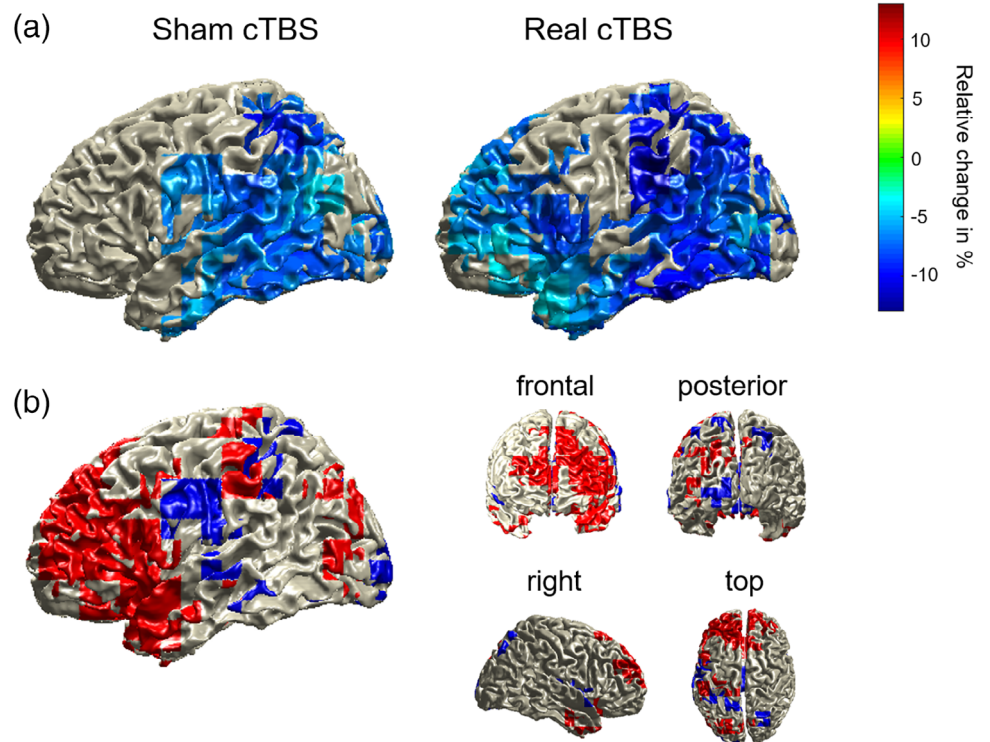 (a)
Sham cTBS
Real cTBS
10
5
0
-5
-10
Relative change in %
(b)
frontal
posterior
right
top